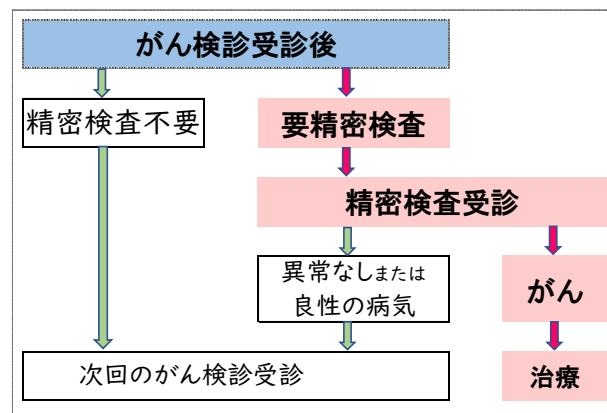 がん検診受診後
精密検査不要
要精密検査
精密検査受診
異常なしまたは
良性の病気
がん
次回のがん検診受診
治療